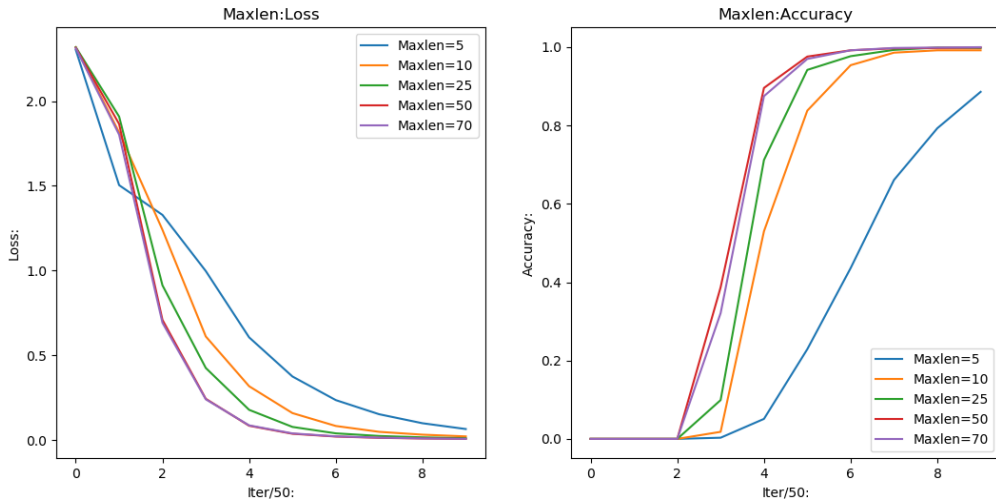 Maxlen:Loss
Loss:
2.0
1.5
1.0
0.5
0.0
0
2
4
6
8
Iter/50:
Maxlen=5
Maxlen=10
Maxlen=25
Maxlen=50
Maxlen=70
Maxlen:Accuracy
Accuracy:
1.0
0.8
0.6
0.4
0.2
0.0
0
2
4
6
8
Iter/50:
Maxlen=5
Maxlen=10
Maxlen=25
Maxlen=50
Maxlen=70